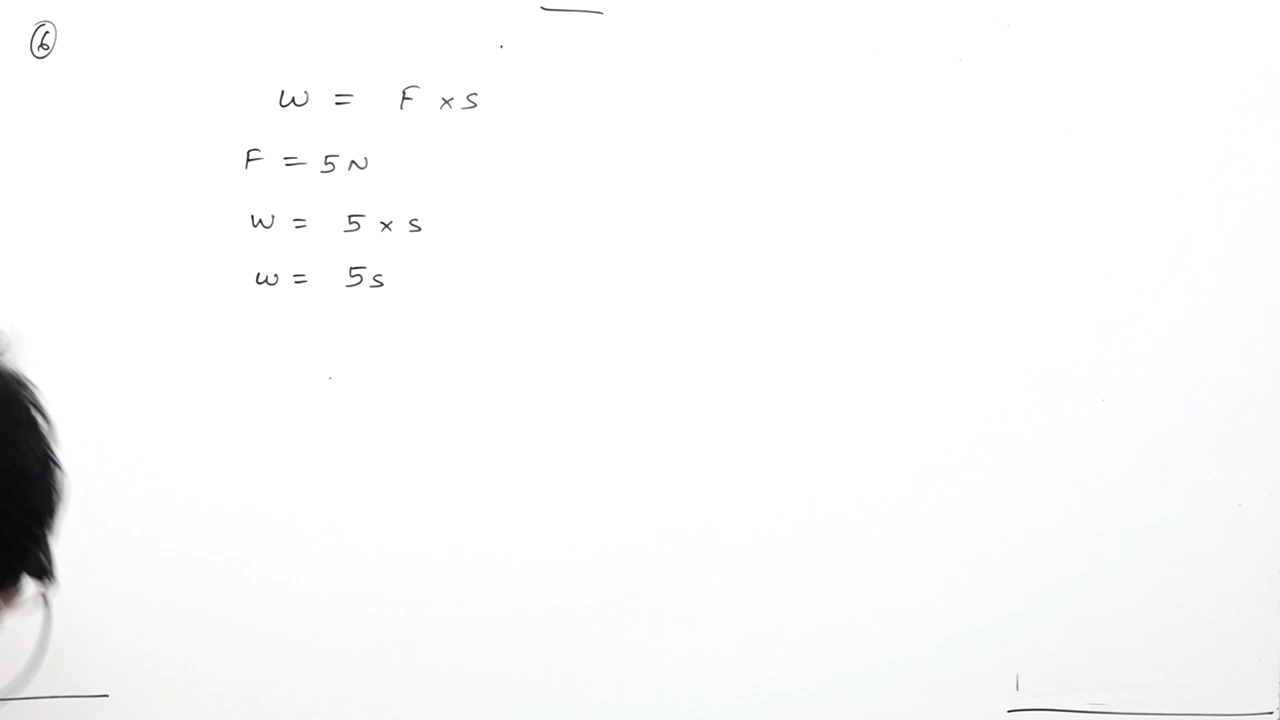 6
W = F × s
F = 5 N
W = 5 × s
W = 5s